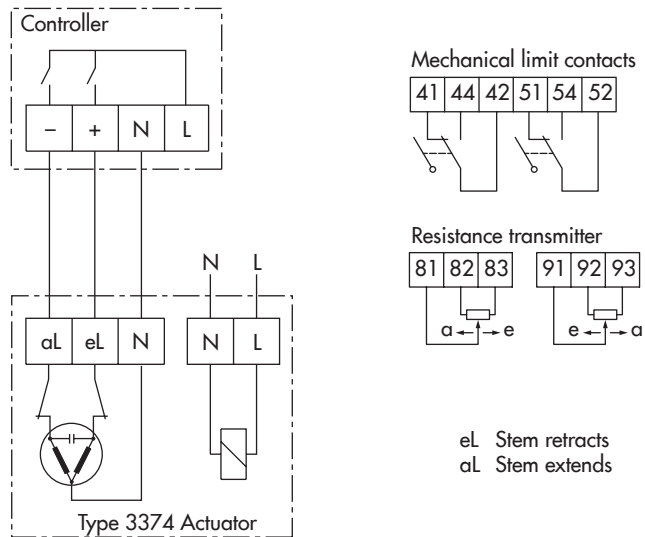 Controller
– + N L
N L
aL eL N N L
Type 3374 Actuator
Mechanical limit contacts
41 44 42 51 54 52
Resistance transmitter
81 82 83 91 92 93
a e e a
eL Stem retracts
aL Stem extends